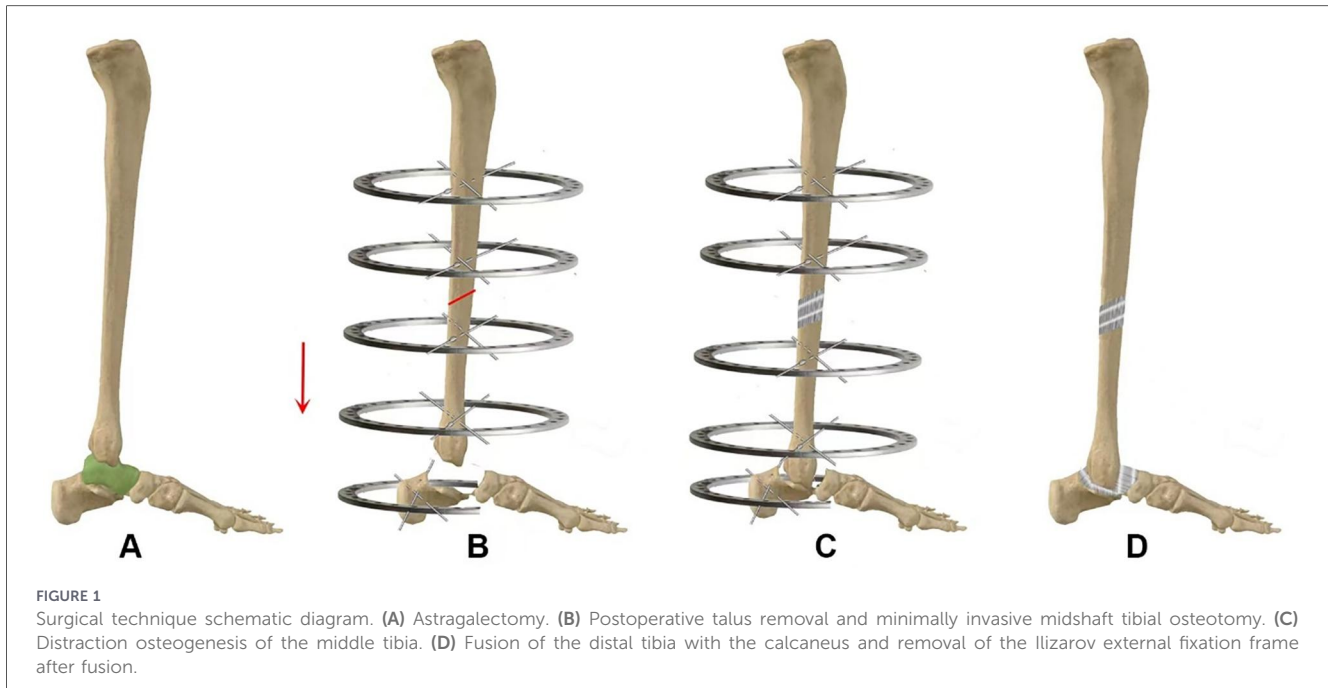 A
B
C
D
FIGURE 1
Surgical technique schematic diagram. (A) Astragalectomy. (B) Postoperative talus removal and minimally invasive midshaft tibial osteotomy. (C)
Distraction osteogenesis of the middle tibia. (D) Fusion of the distal tibia with the calcaneus and removal of the Ilizarov external fixation frame
after fusion.